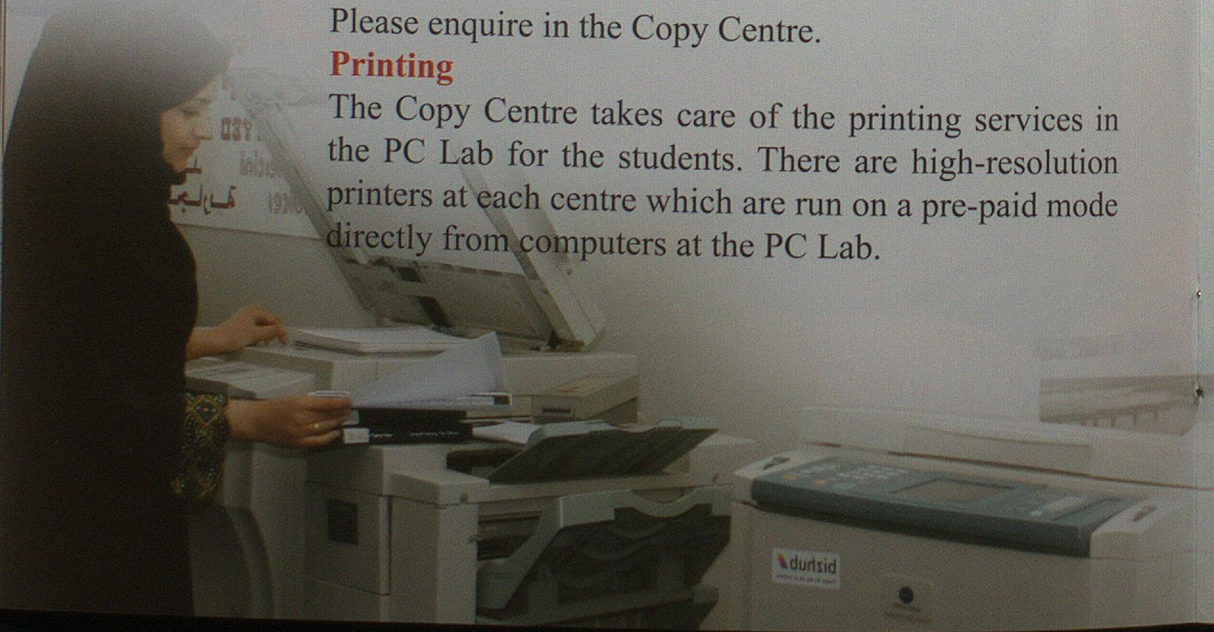 Please enquire in the Copy Centre.
Printing
The Copy Centre takes care of the printing services in
the PC Lab for the students. There are high-resolution
printers at each centre which are run on a pre-paid mode
directly from computers at the PC Lab.